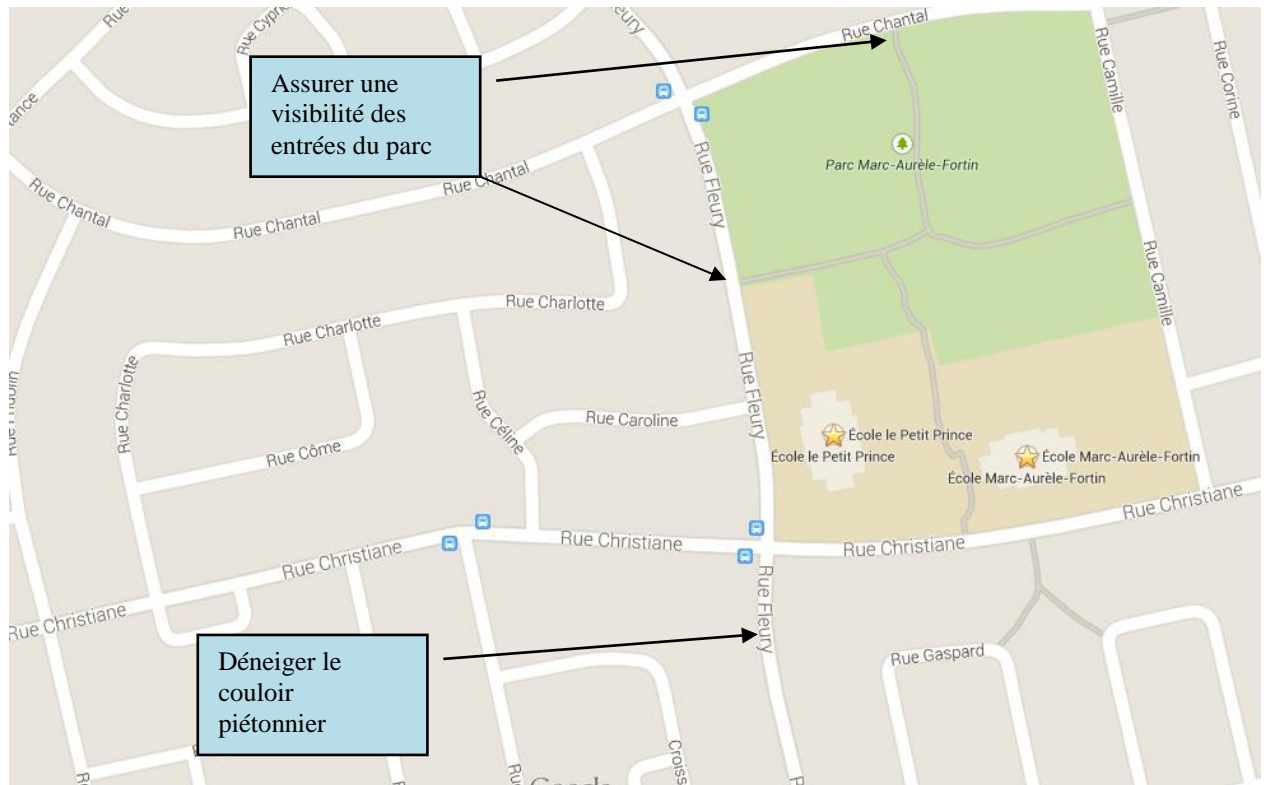 Rue Chantal
Rue Cypri
Fleury
Assurer une
visibilité des
entrées du parc
Rue Camille
Rue Corine
Parc Marc-Aurèle-Fortin
Rue Chantal
Rue Chantal
Rue Chantal
Rue Fleury
Rue Camille
Rue Charlotte
Rue Charlotte
Rue Charlotte
Rue Fleury
Rue Céline
Rue Caroline
Rue Côme
École le Petit Prince
École le Petit Prince
École Marc-Aurèle-Fortin
École Marc-Aurèle-Fortin
Rue Christiane
Rue Christiane
Rue Christiane
Rue Christiane
Rue Christiane
Rue Fleury
Déneiger le
couloir
piétonnier
Rue Gaspard
Croiss
Google